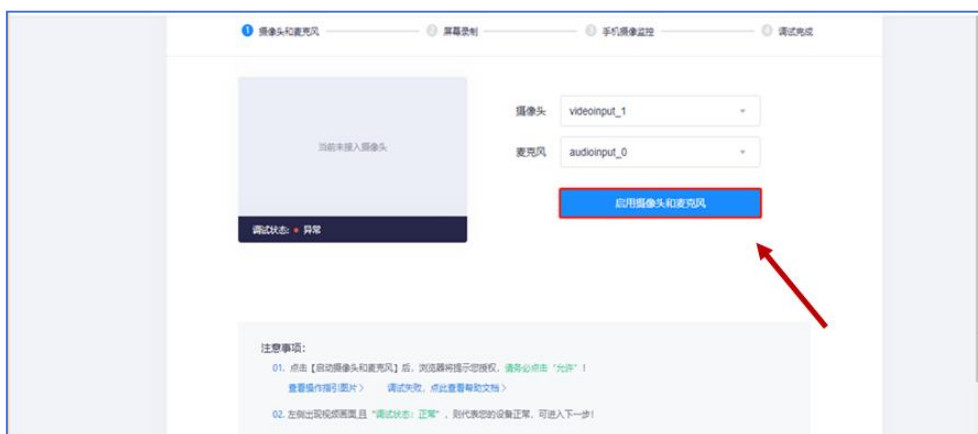 1 摄像头和麦克风 2 屏幕录制 3 手机摄像监控 4 调试完成
当前未接入摄像头
摄像头 videoinput_1
麦克风 audioinput_0
启用摄像头和麦克风
调试状态: 异常
注意事项:
01. 点击【启动摄像头和麦克风】后, 浏览器将提示您授权, 请务必点击“允许”!
查看操作指引图片> 调试失败, 点此查看帮助文档>
02. 左侧出现视频画面且“调试状态: 正常”, 则代表您的设备正常, 可进入下一步!